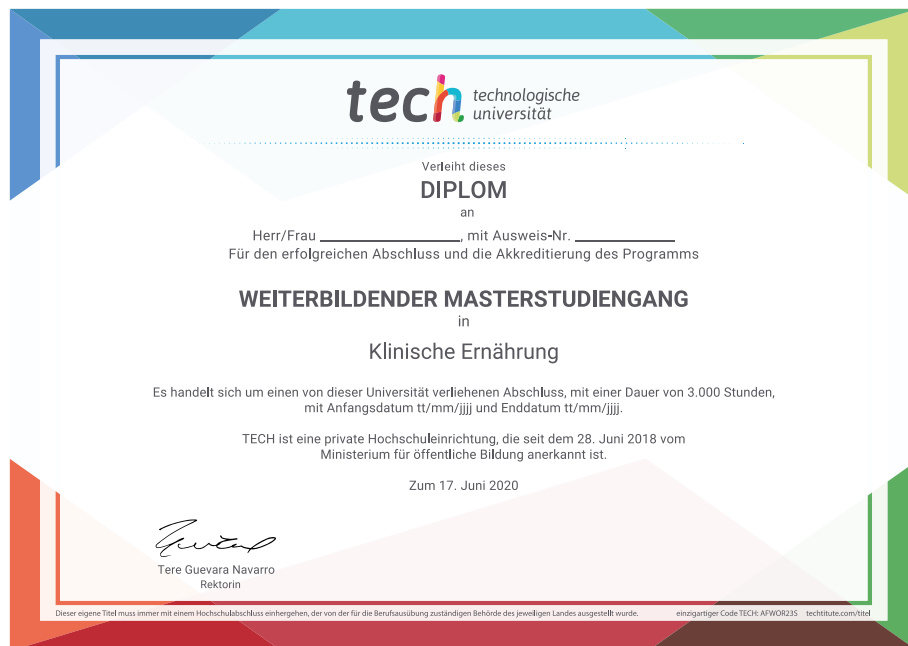 tech technologische
universität
Verleiht dieses
DIPLOM
an
Herr/Frau ____________, mit Ausweis-Nr. ____________
Für den erfolgreichen Abschluss und die Akkreditierung des Programms
WEITERBILDENDER MASTERSTUDIENGANG
in
Klinische Ernährung
Es handelt sich um einen von dieser Universität verliehenen Abschluss, mit einer Dauer von 3.000 Stunden,
mit Anfangsdatum tt/mm/jjjj und Enddatum tt/mm/jjjj.
TECH ist eine private Hochschuleinrichtung, die seit dem 28. Juni 2018 vom
Ministerium für öffentliche Bildung anerkannt ist.
Zum 17. Juni 2020
Tere Guevara Navarro
Rektorin
Dieser eigene Titel muss immer mit einem Hochschulabschluss einhergehen, der von der für die Berufsausübung zuständigen Behörde des jeweiligen Landes ausgestellt wurde. einzigartiger Code TECH: AFWOR23S techtitute.com/titel